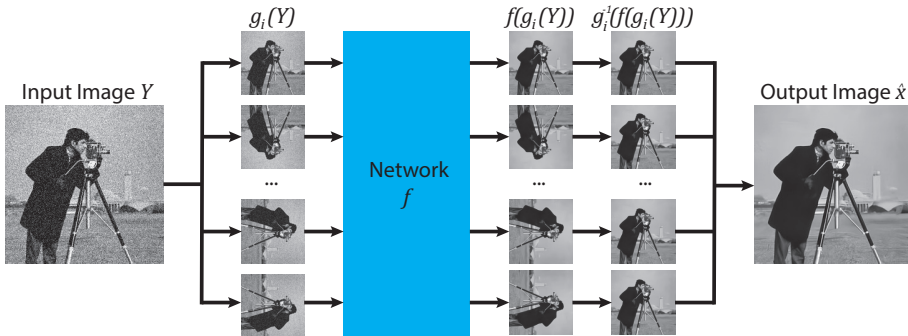 g_i(Y)
f(g_i(Y))
g_i^{-1}(f(g_i(Y)))
Input Image Y
Output Image x̂
Network
f
...
...
...